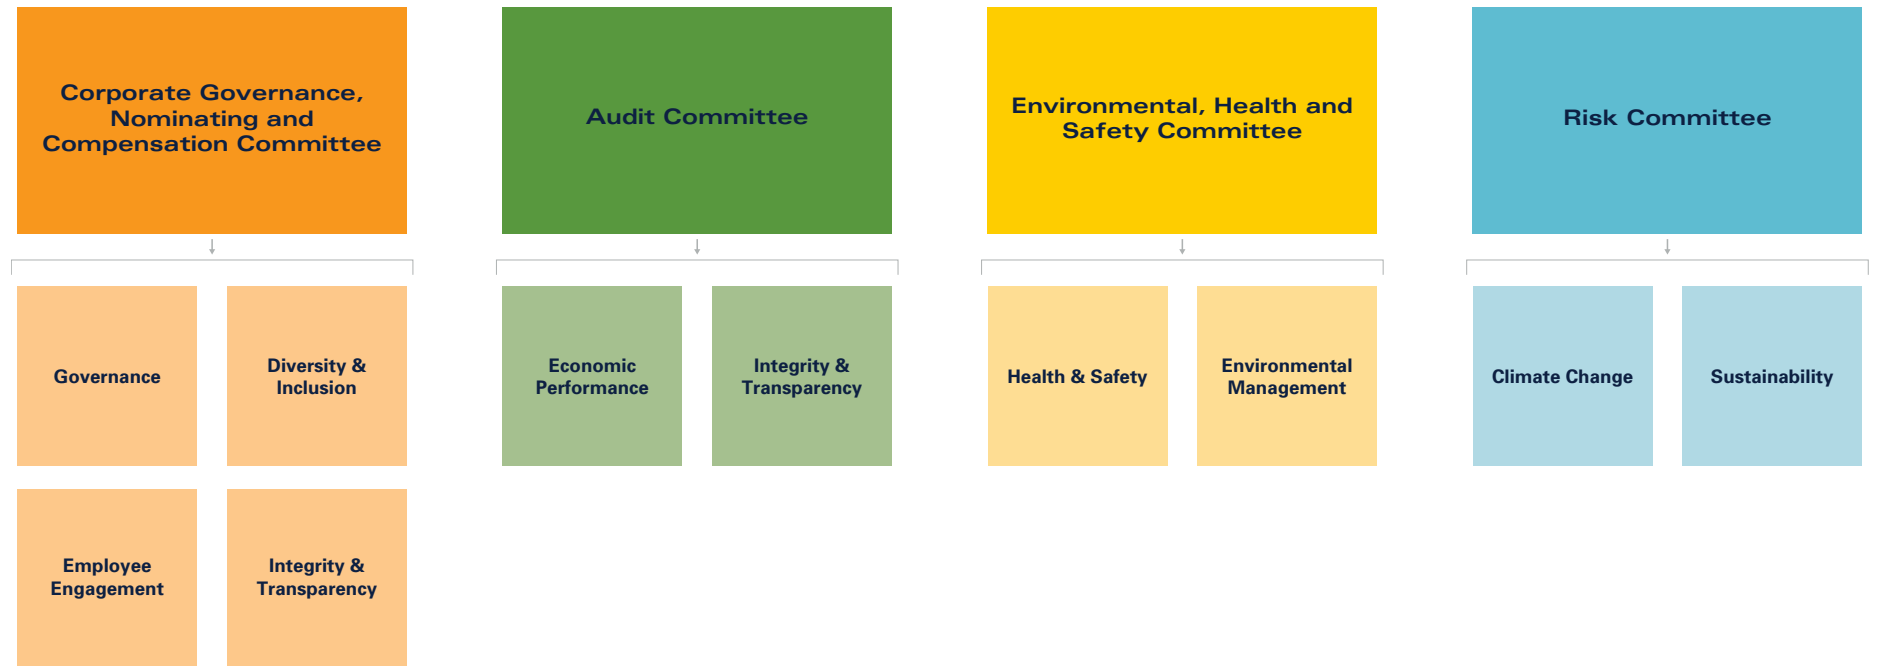 Corporate Governance,
Nominating and
Compensation Committee
Audit Committee
Environmental, Health and
Safety Committee
Risk Committee
Governance
Diversity &
Inclusion
Economic
Performance
Integrity &
Transparency
Health & Safety
Environmental
Management
Climate Change
Sustainability
Employee
Engagement
Integrity &
Transparency